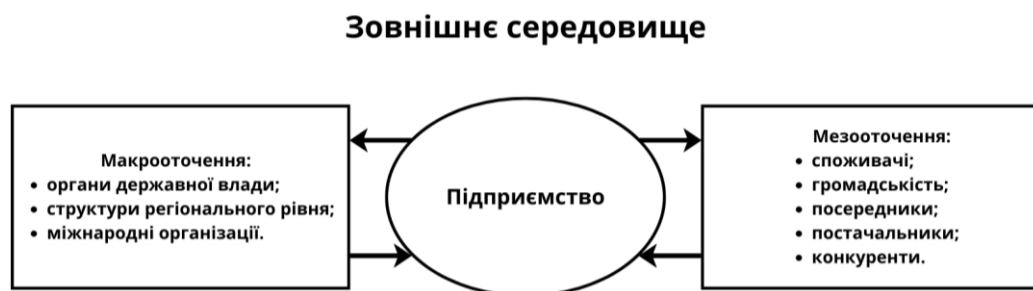 Зовнішнє середовище
Макрооточення:
• органи державної влади;
• структури регіонального рівня;
• міжнародні організації.
Підприємство
Мезооточення:
• споживачі;
• громадськість;
• посередники;
• постачальники;
• конкуренти.